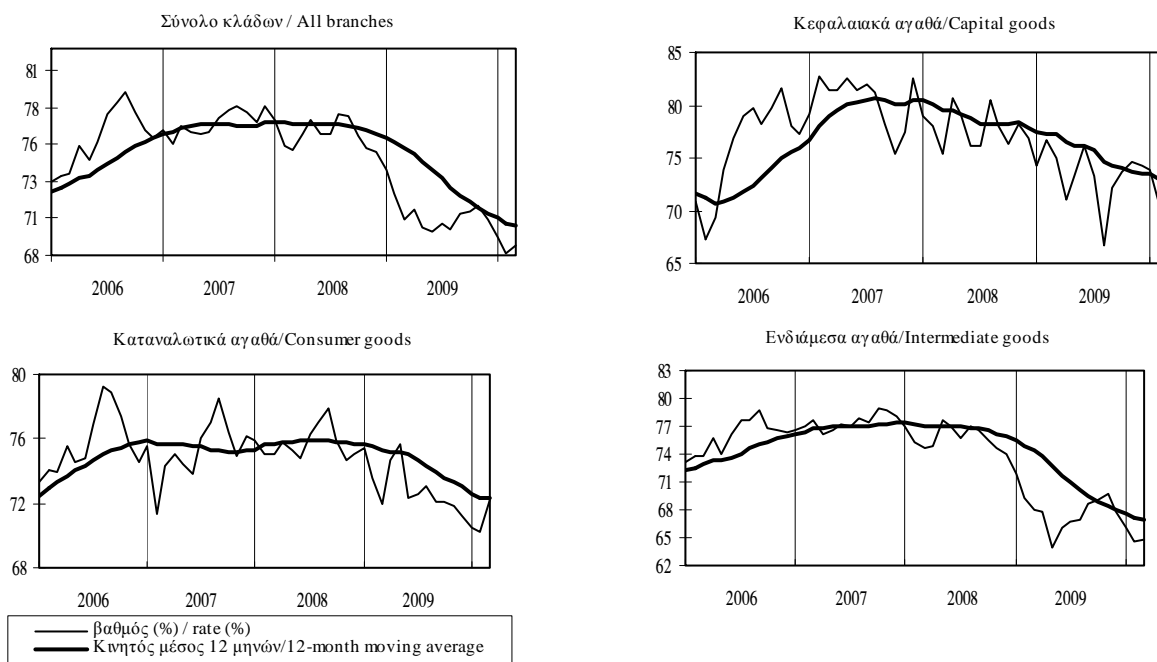 Σύνολο κλάδων / All branches
81
78
76
73
71
68
2006 2007 2008 2009
Κεφαλαιακά αγαθά/Capital goods
85
80
75
70
65
2006 2007 2008 2009
Καταναλωτικά αγαθά/Consumer goods
80
76
72
68
2006 2007 2008 2009
Ενδιάμεσα αγαθά/Intermediate goods
83
80
77
74
71
68
65
62
2006 2007 2008 2009
βαθμός (%) / rate (%)
Κινητός μέσος 12 μηνών/12-month moving average